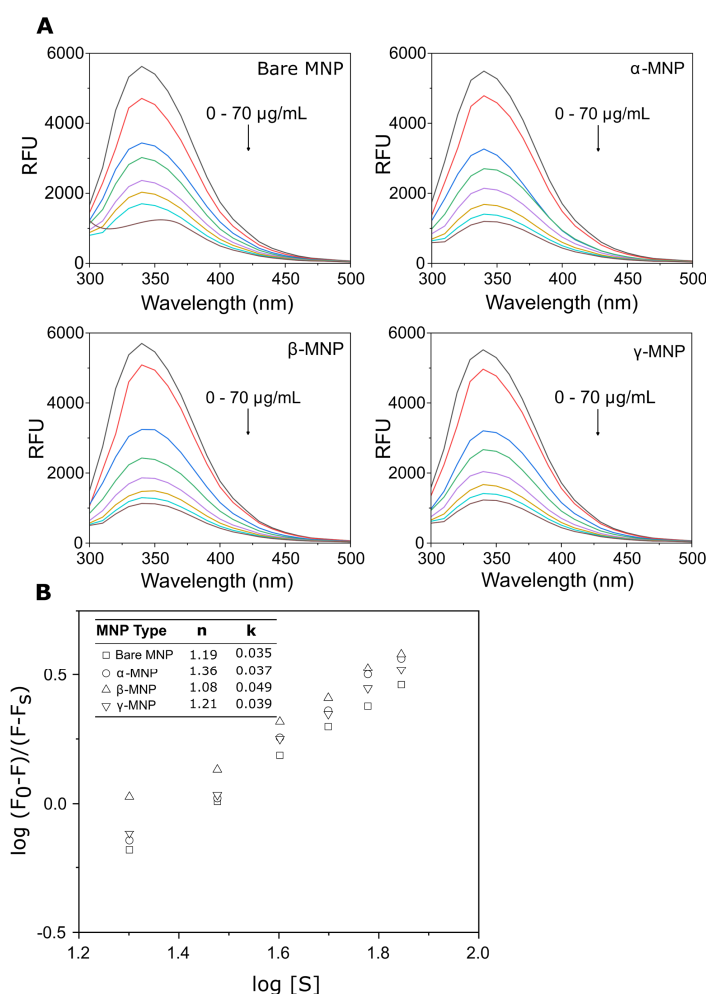 A
6000
4000
2000
0
RFU
Bare MNP
0 - 70 µg/mL
300 350 400 450 500
Wavelength (nm)
6000
4000
2000
0
RFU
α-MNP
0 - 70 µg/mL
300 350 400 450 500
Wavelength (nm)
6000
4000
2000
0
RFU
β-MNP
0 - 70 µg/mL
300 350 400 450 500
Wavelength (nm)
6000
4000
2000
0
RFU
γ-MNP
0 - 70 µg/mL
300 350 400 450 500
Wavelength (nm)
B
0.5
0.0
-0.5
log (F0-F)/(F-FS)
MNP Type n k
Bare MNP 1.19 0.035
α-MNP 1.36 0.037
β-MNP 1.08 0.049
γ-MNP 1.21 0.039
1.2 1.4 1.6 1.8 2.0
log [S]